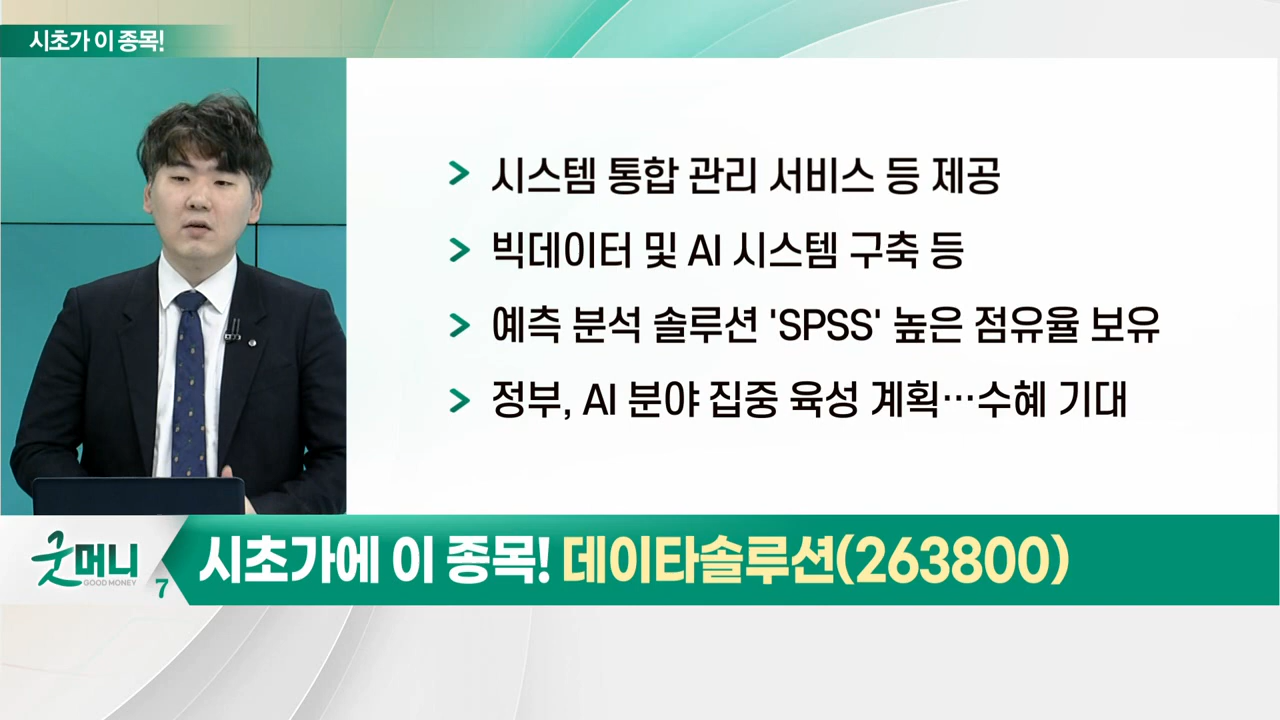 시초가 이 종목!
> 시스템 통합 관리 서비스 등 제공
> 빅데이터 및 AI 시스템 구축 등
> 예측 분석 솔루션 'SPSS' 높은 점유율 보유
> 정부, AI 분야 집중 육성 계획…수혜 기대
굿머니
GOOD MONEY
7
시초가에 이 종목! 데이타솔루션(263800)